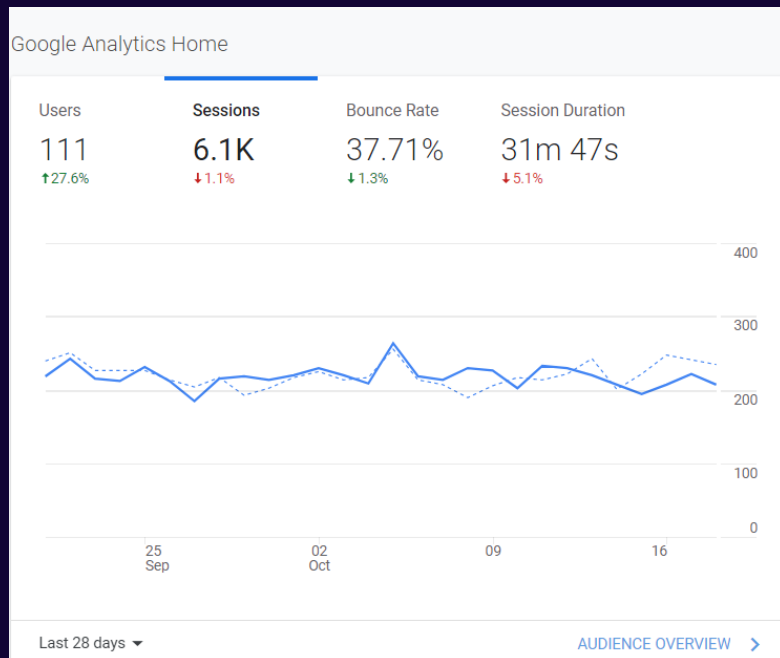 Google Analytics Home
Users
Sessions
Bounce Rate
Session Duration
111
6.1K
37.71%
31m 47s
↑27.6%
↓1.1%
↓1.3%
↓5.1%
400
300
200
100
0
25
Sep
02
Oct
09
16
Last 28 days
AUDIENCE OVERVIEW